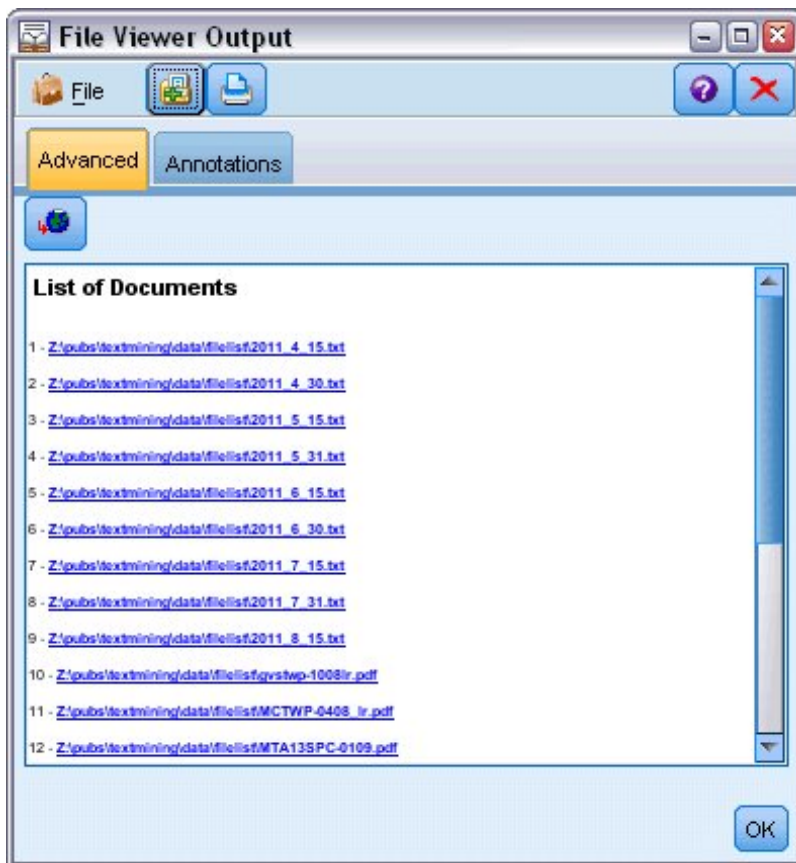 File Viewer Output
File
Advanced Annotations
List of Documents
1 - Z:\pubs\textmining\data\filelist\2011_4_15.txt
2 - Z:\pubs\textmining\data\filelist\2011_4_30.txt
3 - Z:\pubs\textmining\data\filelist\2011_5_15.txt
4 - Z:\pubs\textmining\data\filelist\2011_5_31.txt
5 - Z:\pubs\textmining\data\filelist\2011_6_15.txt
6 - Z:\pubs\textmining\data\filelist\2011_6_30.txt
7 - Z:\pubs\textmining\data\filelist\2011_7_15.txt
8 - Z:\pubs\textmining\data\filelist\2011_7_31.txt
9 - Z:\pubs\textmining\data\filelist\2011_8_15.txt
10 - Z:\pubs\textmining\data\filelist\gvstwp-1008lr.pdf
11 - Z:\pubs\textmining\data\filelist\MCTWP-0408_lr.pdf
12 - Z:\pubs\textmining\data\filelist\MTA13SPC-0109.pdf
OK